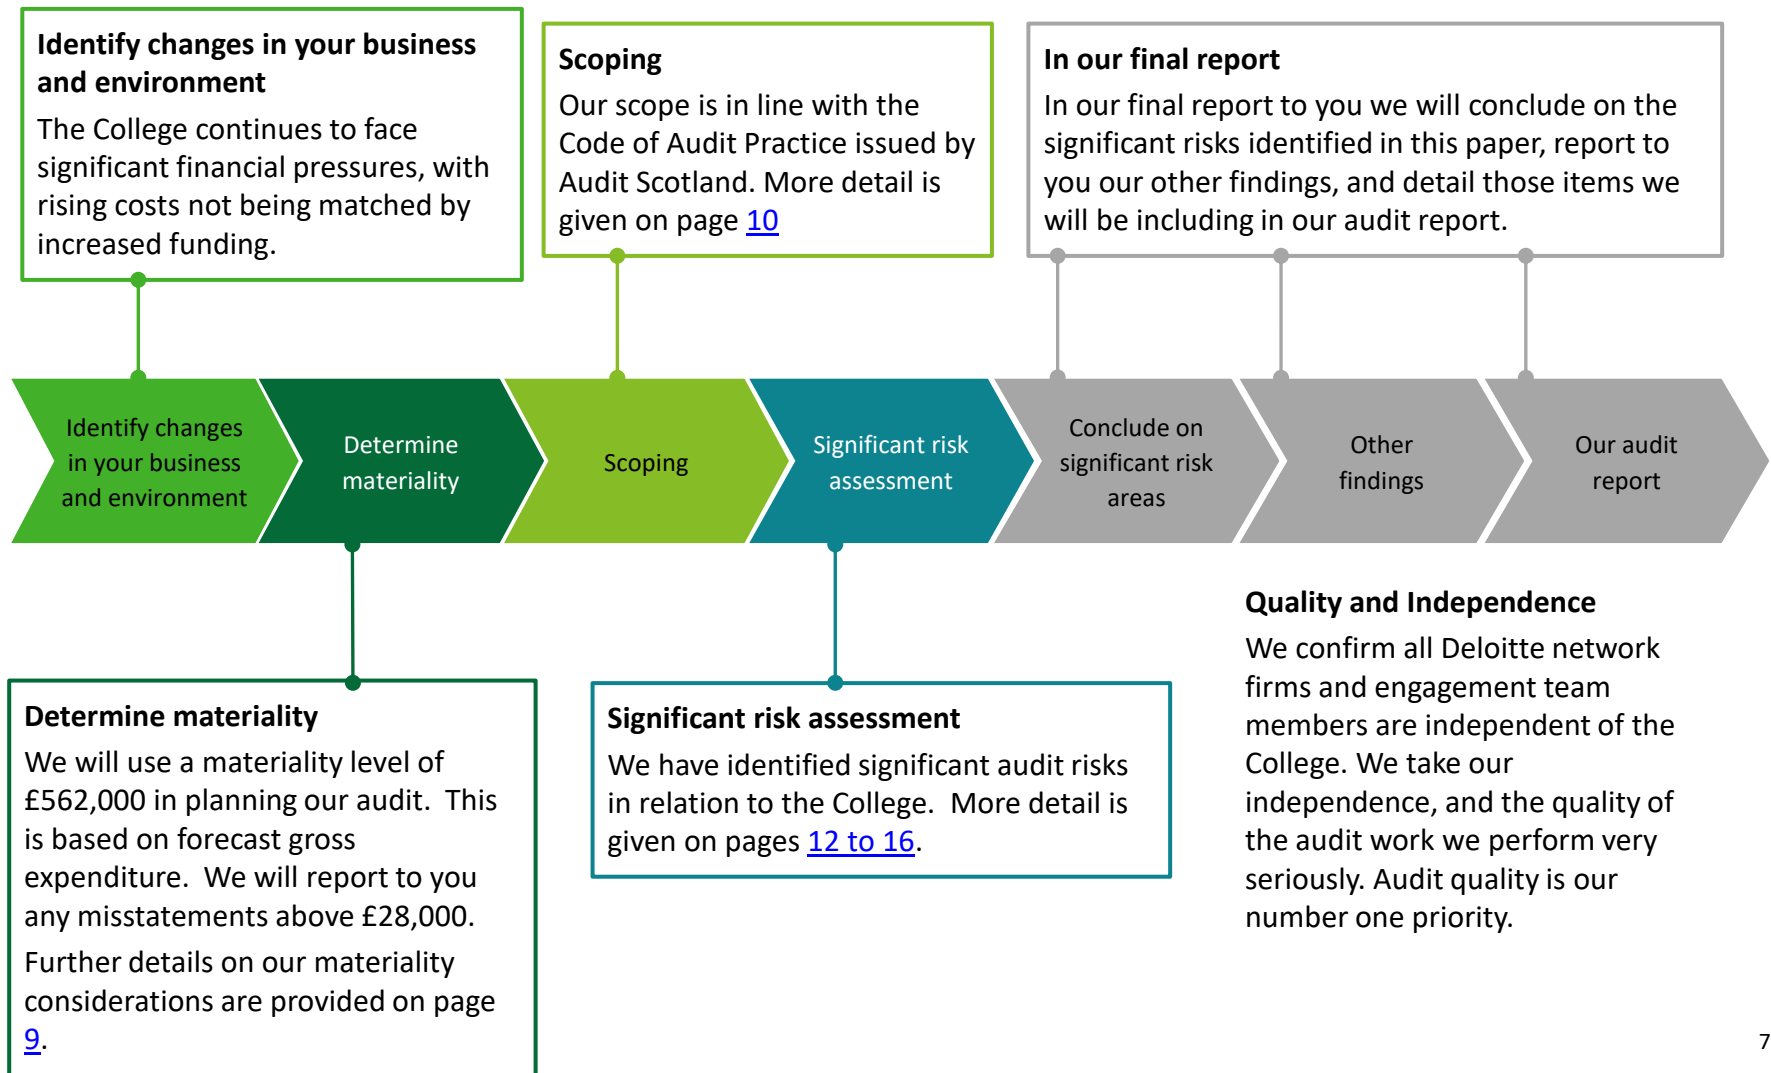 Identify changes in your business
and environment
The College continues to face
significant financial pressures, with
rising costs not being matched by
increased funding.
Scoping
Our scope is in line with the
Code of Audit Practice issued by
Audit Scotland. More detail is
given on page 10
In our final report
In our final report to you we will conclude on the
significant risks identified in this paper, report to
you our other findings, and detail those items we
will be including in our audit report.
Identify changes
in your business
and environment
Determine
materiality
Scoping
Significant risk
assessment
Conclude on
significant risk
areas
Other
findings
Our audit
report
Determine materiality
We will use a materiality level of
£562,000 in planning our audit.  This
is based on forecast gross
expenditure.  We will report to you
any misstatements above £28,000.
Further details on our materiality
considerations are provided on page
9.
Significant risk assessment
We have identified significant audit risks
in relation to the College.  More detail is
given on pages 12 to 16.
Quality and Independence
We confirm all Deloitte network
firms and engagement team
members are independent of the
College. We take our
independence, and the quality of
the audit work we perform very
seriously. Audit quality is our
number one priority.
7